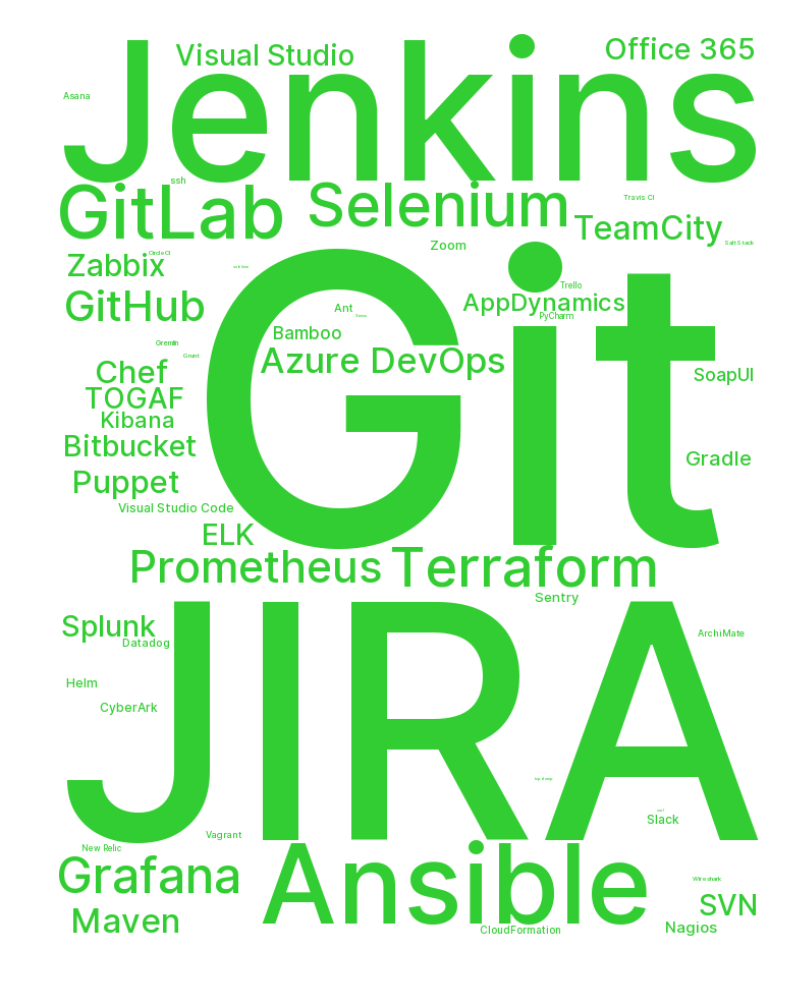 Jenkins
Visual Studio
Office 365
Asana
ssh
GitLab
Selenium
Travis CI
TeamCity
Salt Stack
Zoom
Zabbix
CircleCI
Trello
GitHub
Git
AppDynamics
Ant
PyCharm
Bamboo
Gremlin
Azure DevOps
Chef
SoapUI
TOGAF
Kibana
Bitbucket
Gradle
Puppet
Visual Studio Code
ELK
Prometheus
Terraform
Sentry
Splunk
Datadog
ArchiMate
JIRA
Helm
CyberArk
Slack
Vagrant
New Relic
Grafana
Ansible
Wireshark
SVN
Maven
CloudFormation
Nagios